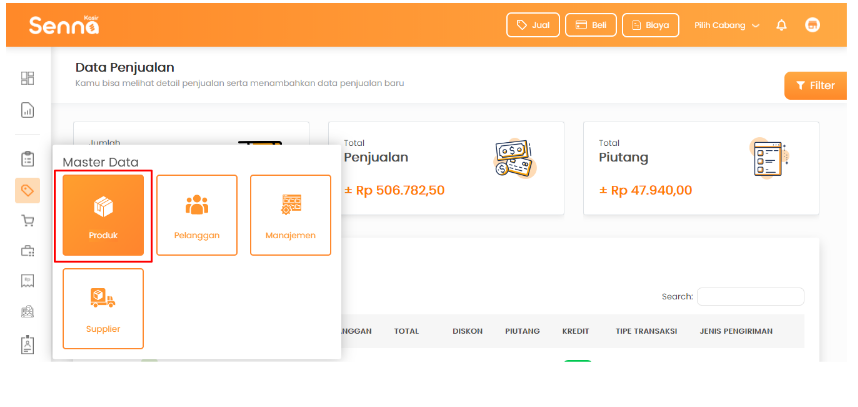 Senna
Kasir
Jual
Beli
Biaya
Pilih Cabang
Data Penjualan
Kamu bisa melihat detail penjualan serta menambahkan data penjualan baru
Filter
Jumlah
Total
Penjualan
± Rp 506.782,50
Total
Piutang
± Rp 47.940,00
Master Data
Produk
Pelanggan
Manajemen
Supplier
Search:
NGGAN TOTAL DISKON PIUTANG KREDIT TIPE TRANSAKSI JENIS PENGIRIMAN